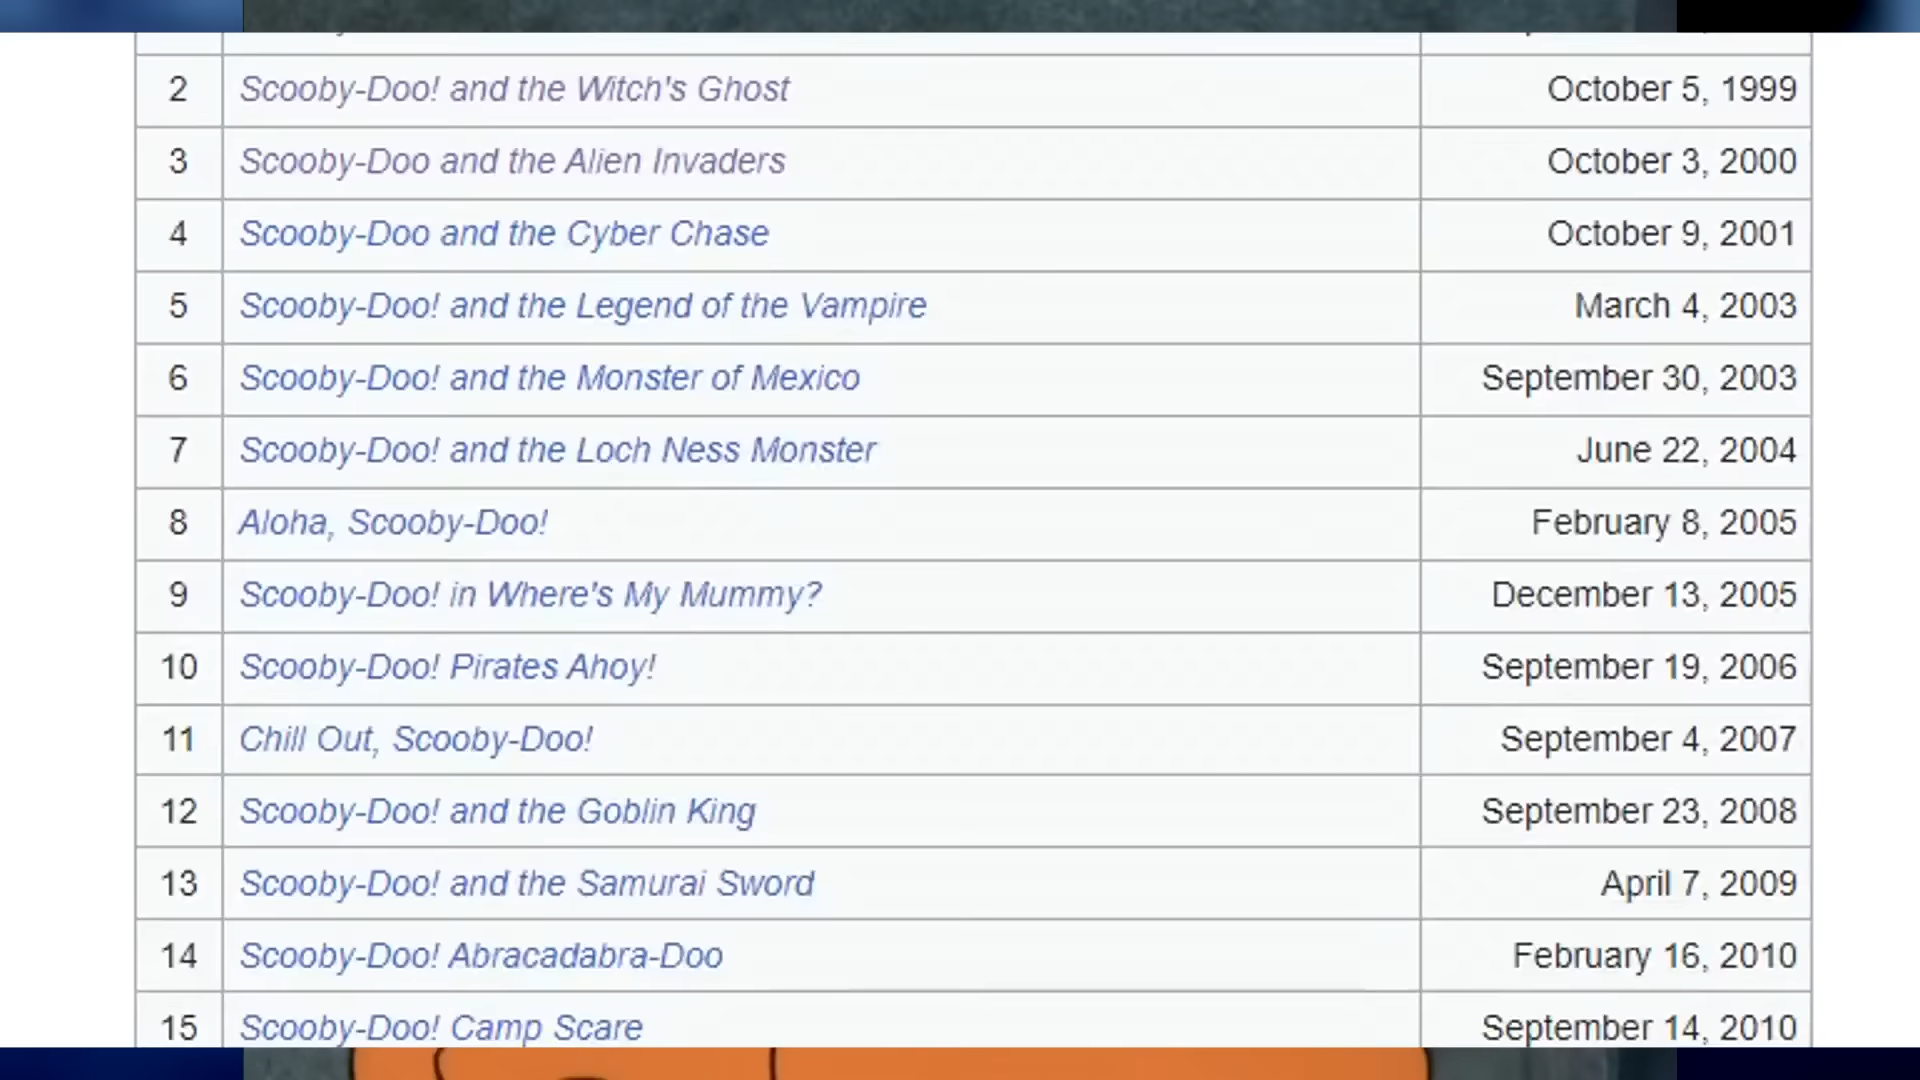 2 Scooby-Doo! and the Witch's Ghost October 5, 1999
3 Scooby-Doo and the Alien Invaders October 3, 2000
4 Scooby-Doo and the Cyber Chase October 9, 2001
5 Scooby-Doo! and the Legend of the Vampire March 4, 2003
6 Scooby-Doo! and the Monster of Mexico September 30, 2003
7 Scooby-Doo! and the Loch Ness Monster June 22, 2004
8 Aloha, Scooby-Doo! February 8, 2005
9 Scooby-Doo! in Where's My Mummy? December 13, 2005
10 Scooby-Doo! Pirates Ahoy! September 19, 2006
11 Chill Out, Scooby-Doo! September 4, 2007
12 Scooby-Doo! and the Goblin King September 23, 2008
13 Scooby-Doo! and the Samurai Sword April 7, 2009
14 Scooby-Doo! Abracadabra-Doo February 16, 2010
15 Scooby-Doo! Camp Scare September 14, 2010